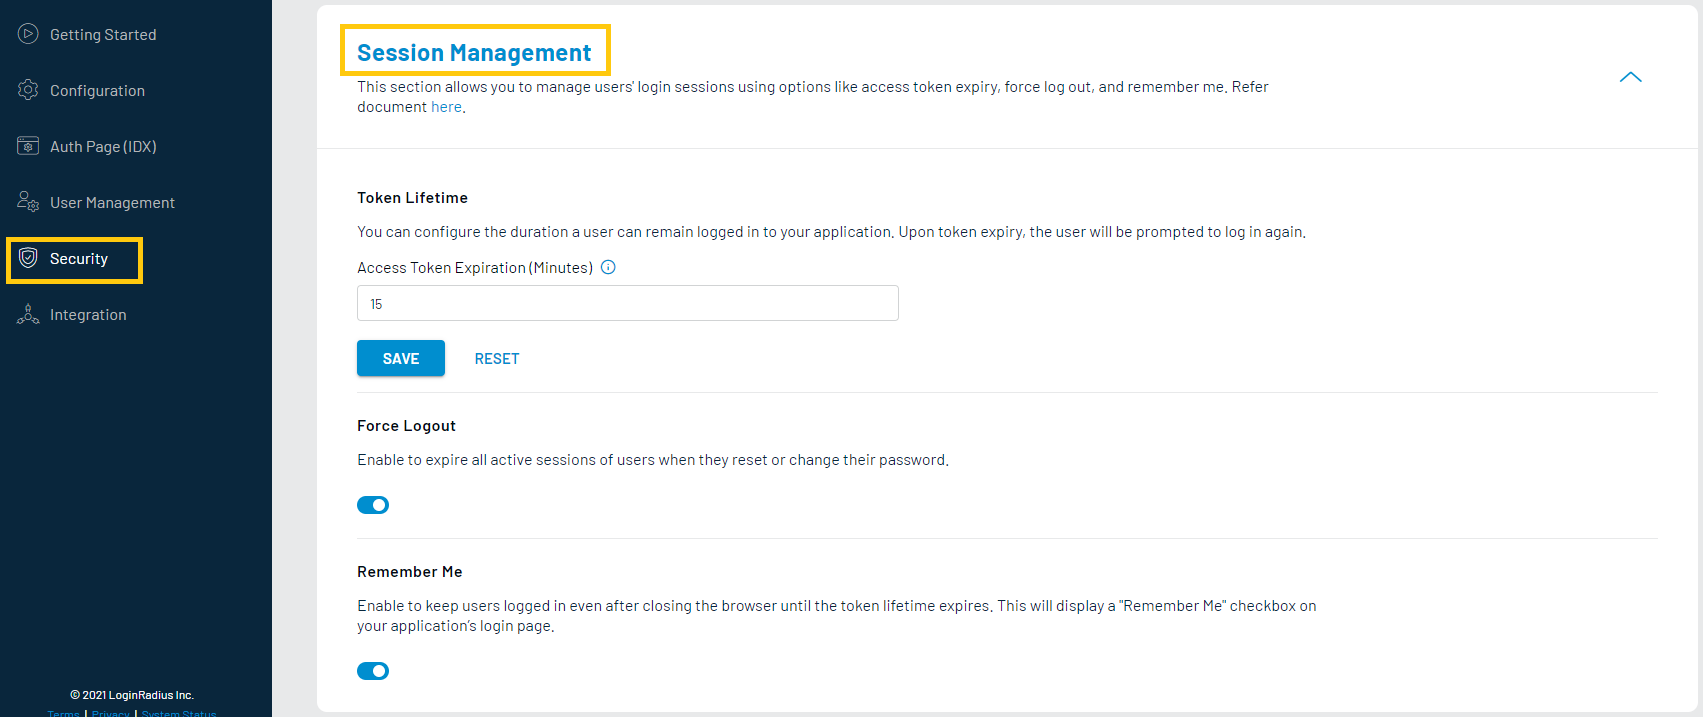 Getting Started
Configuration
Auth Page (IDX)
User Management
Security
Integration
© 2021 LoginRadius Inc.
Terms | Privacy | System Status
Session Management
This section allows you to manage users' login sessions using options like access token expiry, force log out, and remember me. Refer
document here.
Token Lifetime
You can configure the duration a user can remain logged in to your application. Upon token expiry, the user will be prompted to log in again.
Access Token Expiration (Minutes)
15
SAVE RESET
Force Logout
Enable to expire all active sessions of users when they reset or change their password.
Remember Me
Enable to keep users logged in even after closing the browser until the token lifetime expires. This will display a "Remember Me" checkbox on
your application's login page.